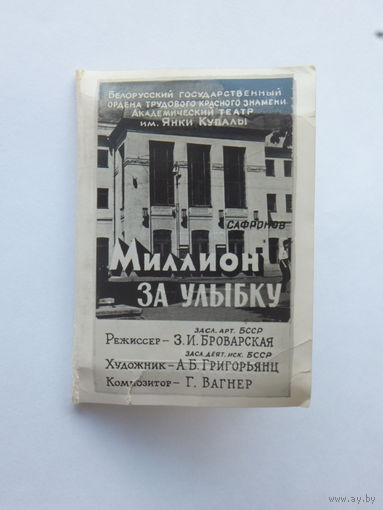 Белорусский государственный
ордена трудового красного знамени
Академический театр
им. Янки Купалы
Сафронов
Миллион
за улыбку
засл. арт. БССР
Режиссер – З.И. Броварская
засл. деят. иск. БССР
Художник – А.Б. Григорьянц
Композитор – Г. Вагнер
www.ay.by